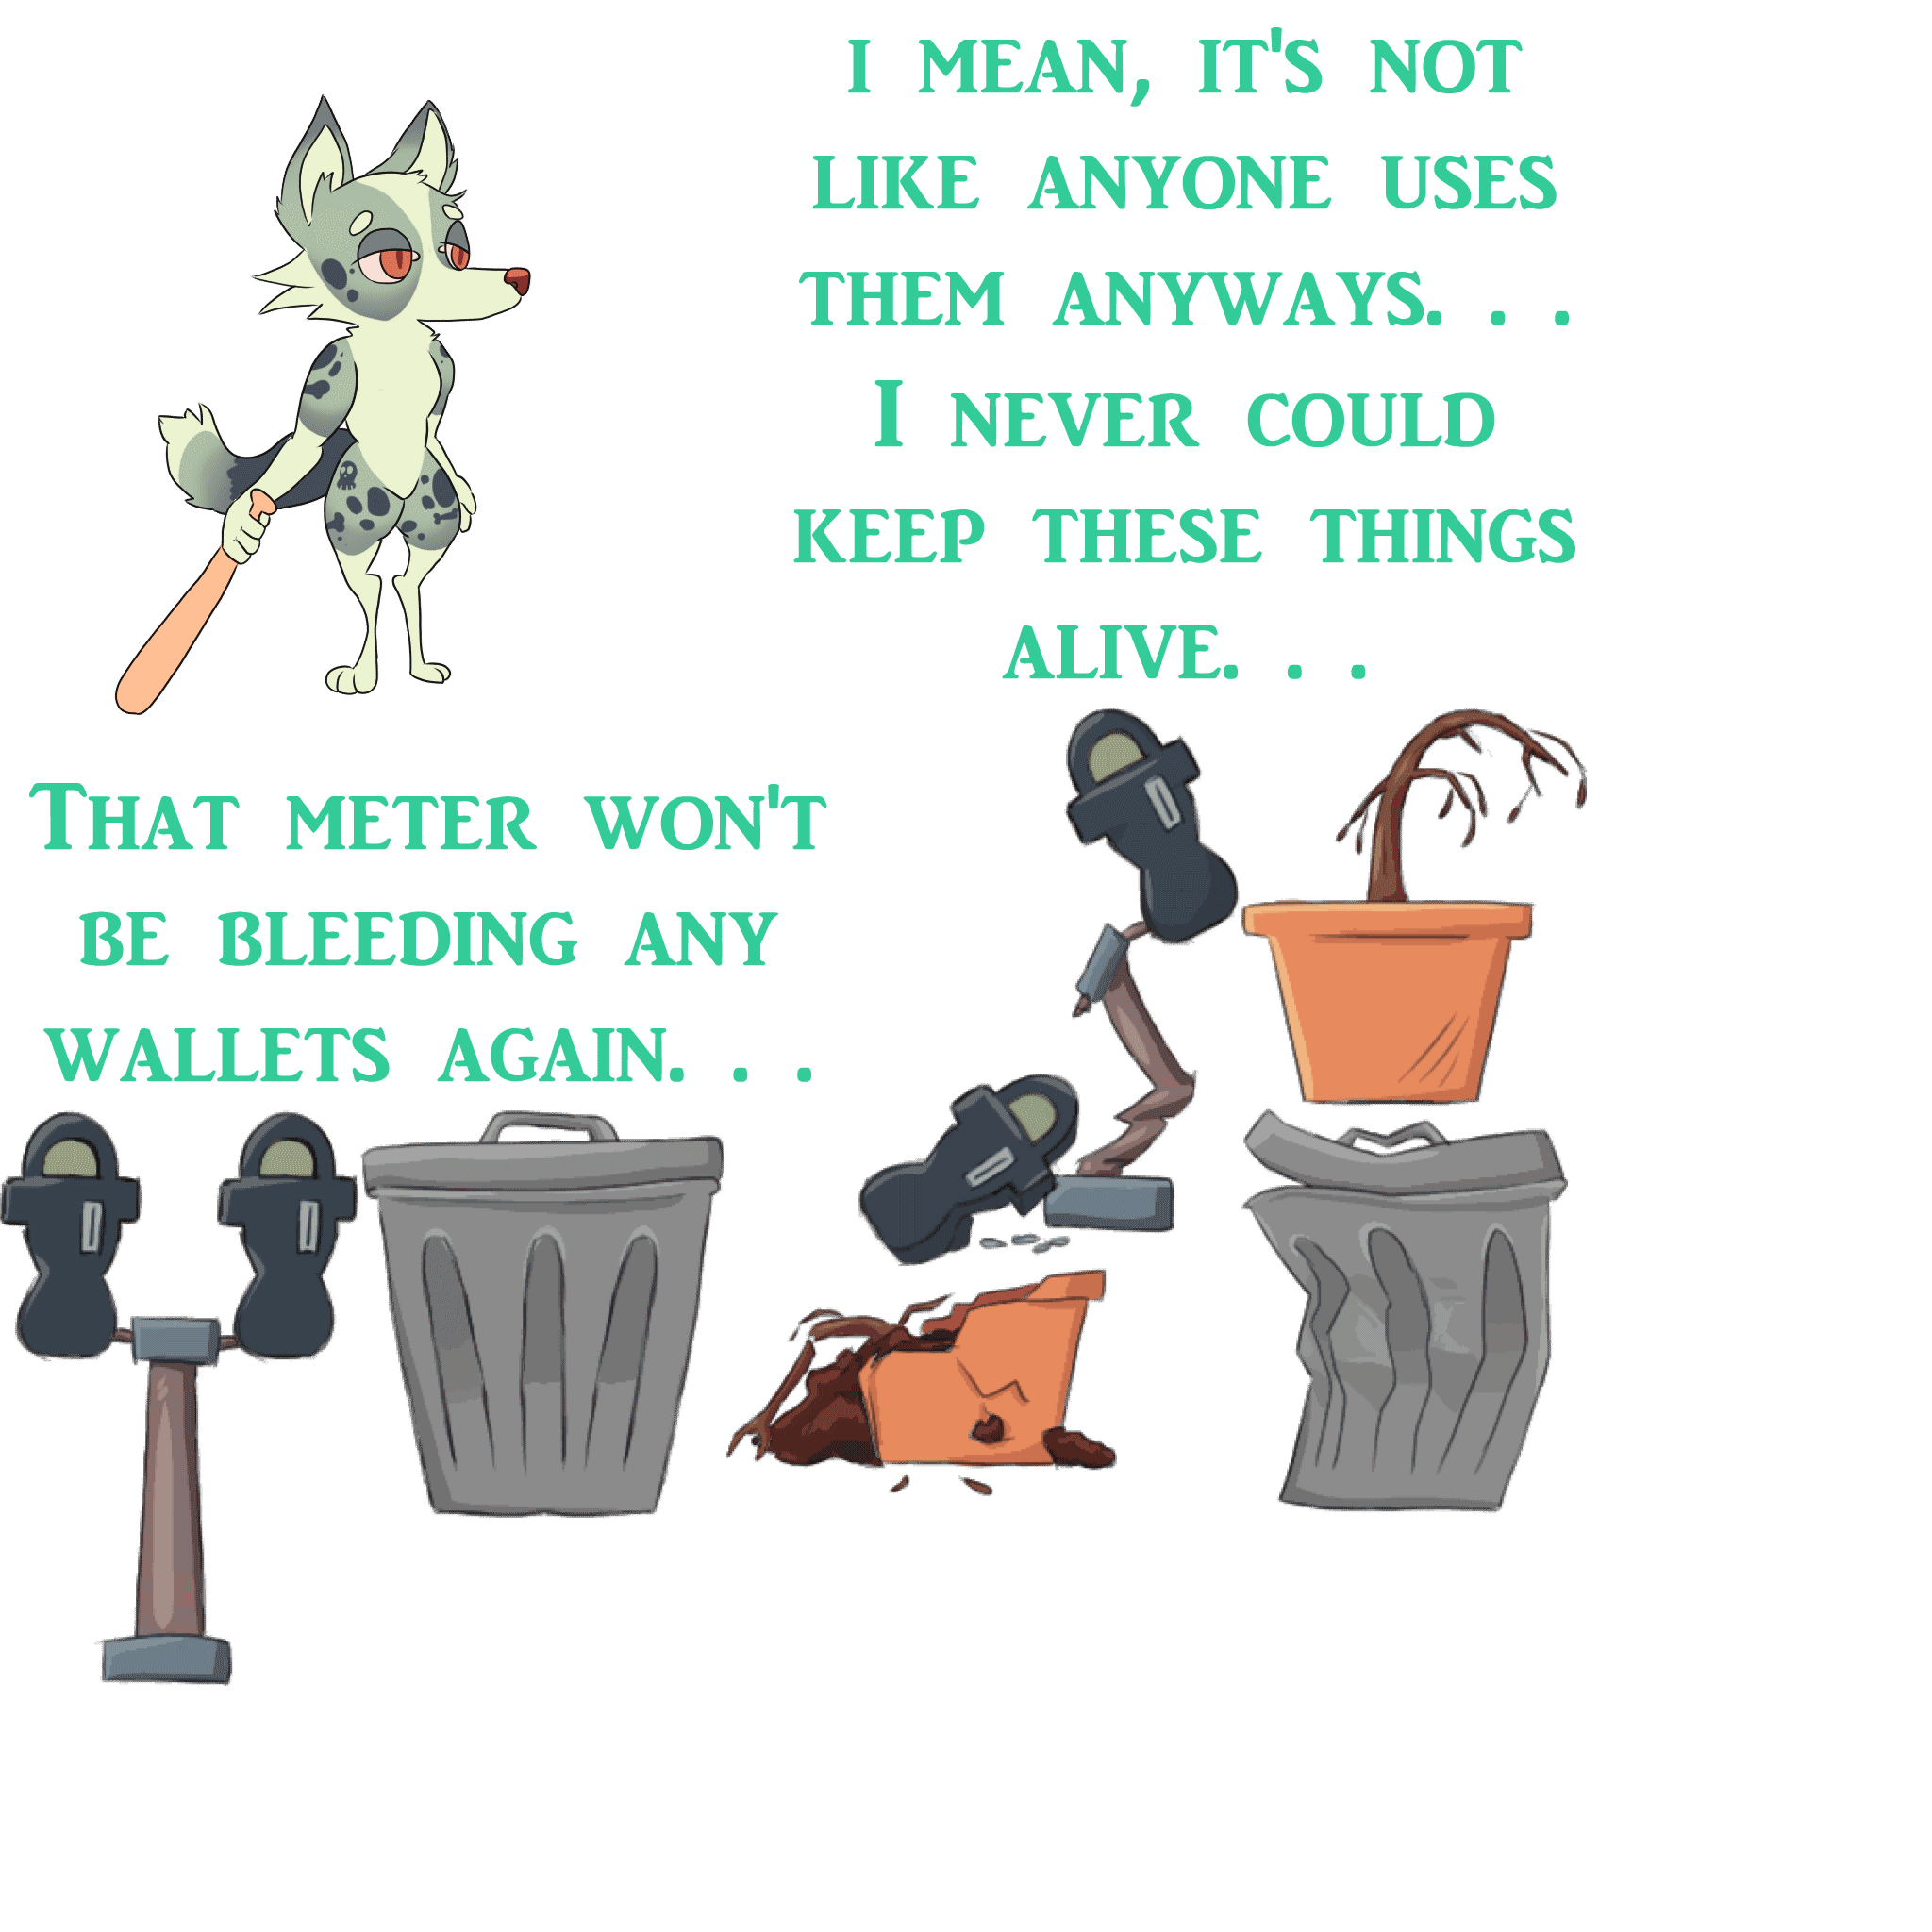 I MEAN, IT'S NOT
LIKE ANYONE USES
THEM ANYWAYS. . .
I NEVER COULD
KEEP THESE THINGS
ALIVE. . .
THAT METER WON'T
BE BLEEDING ANY
WALLETS AGAIN. . .